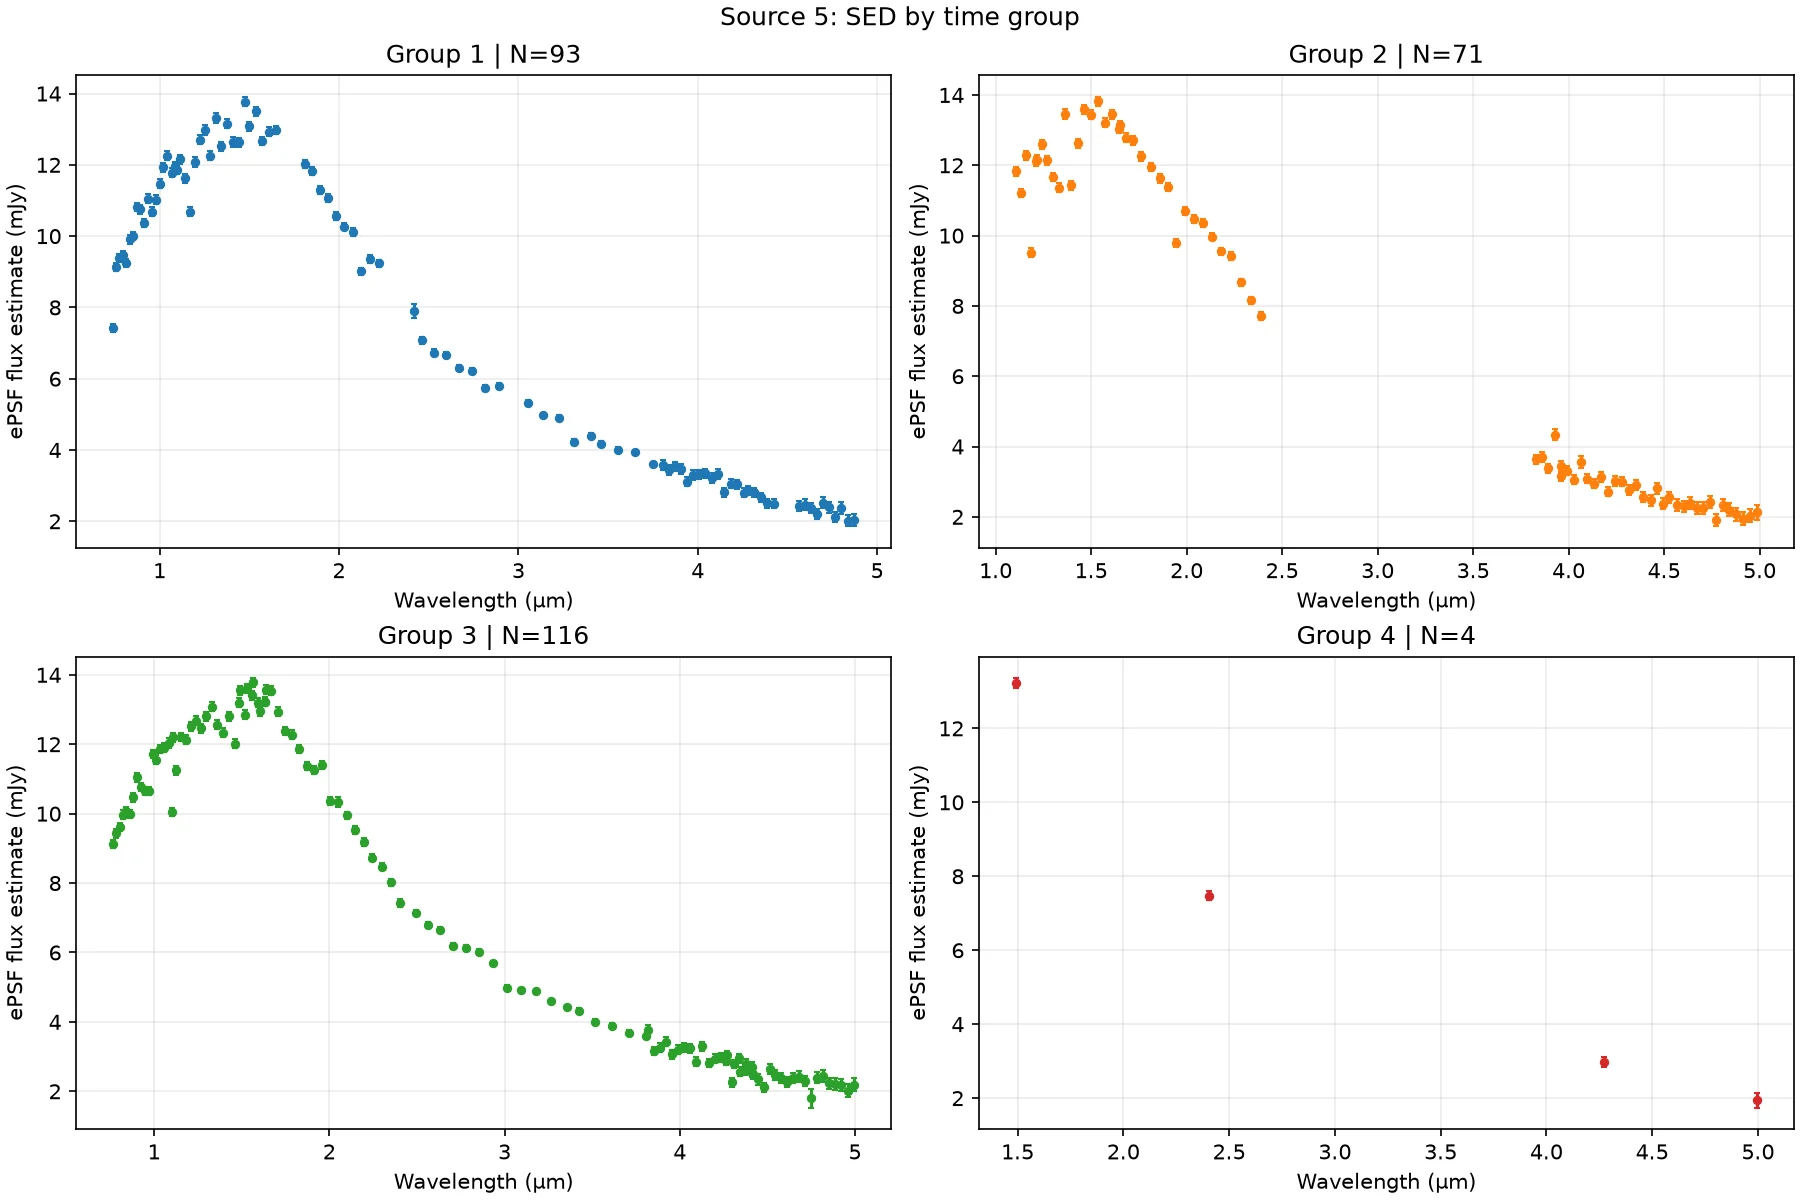 Source 5: SED by time group
Group 1 | N=93
ePSF flux estimate (mJy)
14
12
10
8
6
4
2
1 2 3 4 5
Wavelength (μm)
Group 2 | N=71
ePSF flux estimate (mJy)
14
12
10
8
6
4
2
1.0 1.5 2.0 2.5 3.0 3.5 4.0 4.5 5.0
Wavelength (μm)
Group 3 | N=116
ePSF flux estimate (mJy)
14
12
10
8
6
4
2
1 2 3 4 5
Wavelength (μm)
Group 4 | N=4
ePSF flux estimate (mJy)
12
10
8
6
4
2
1.5 2.0 2.5 3.0 3.5 4.0 4.5 5.0
Wavelength (μm)